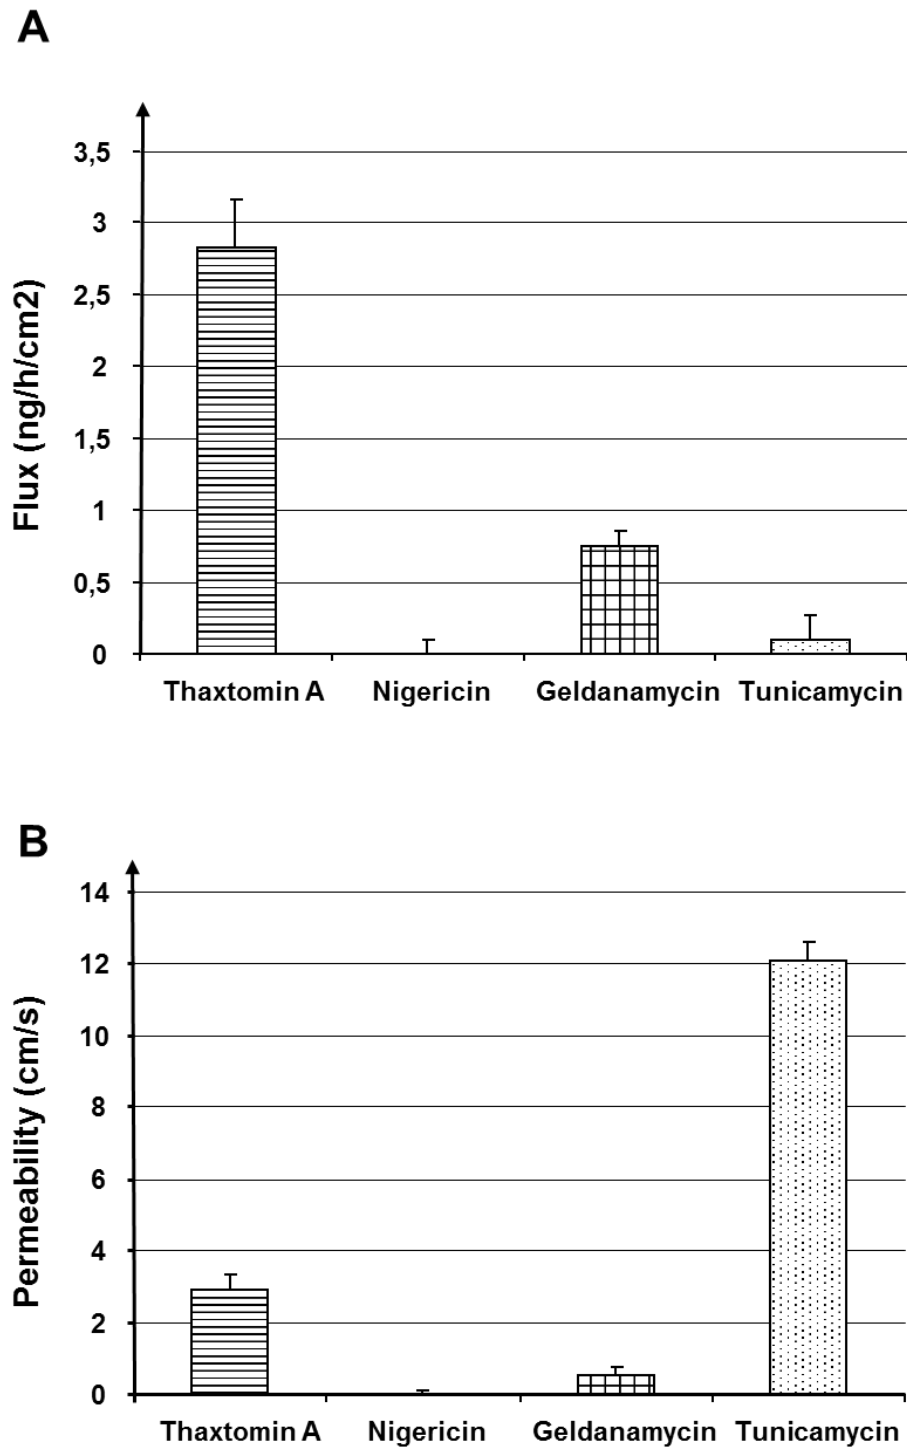 A
3,5
3
2,5
2
1,5
1
0,5
0
Flux (ng/h/cm2)
Thaxtomin A Nigericin Geldanamycin Tunicamycin
B
14
12
10
8
6
4
2
0
Permeability (cm/s)
Thaxtomin A Nigericin Geldanamycin Tunicamycin